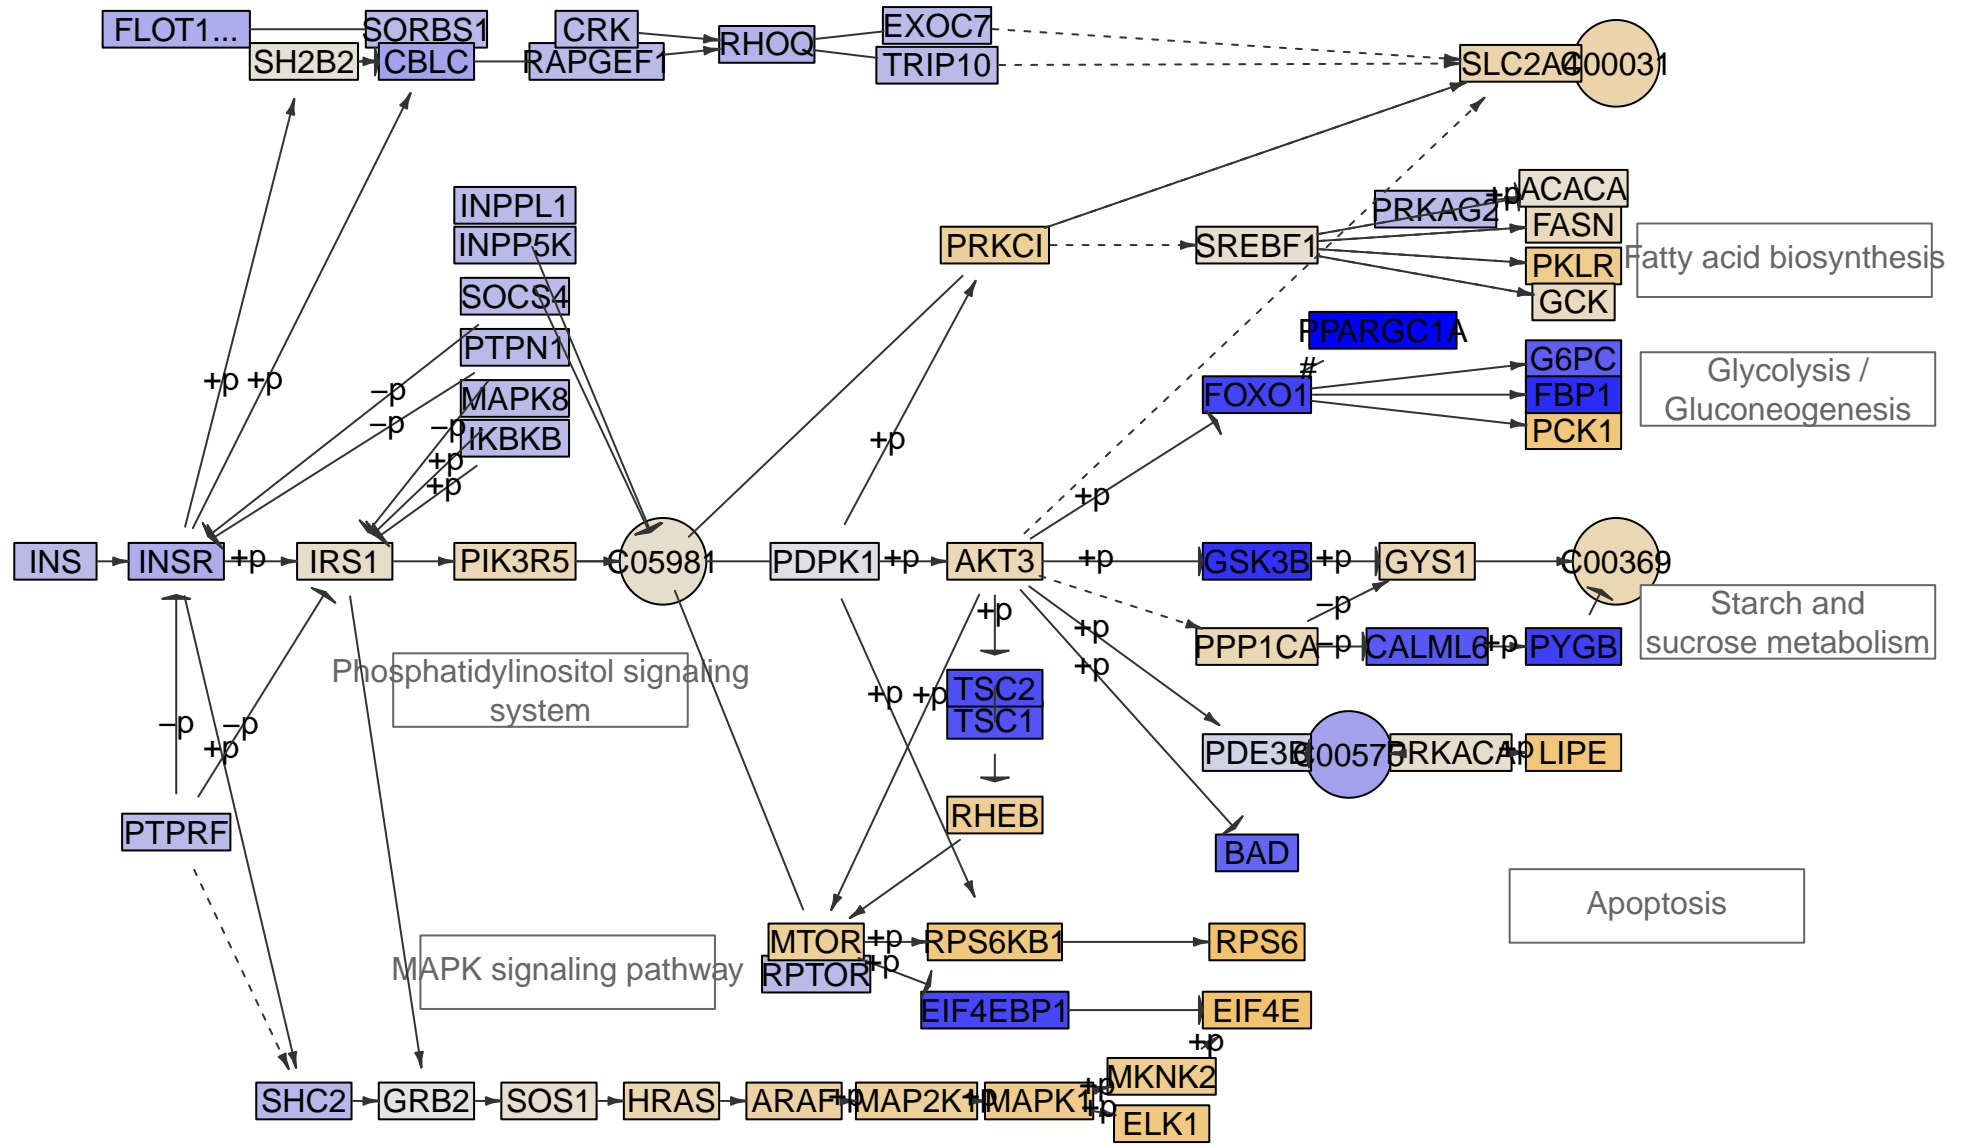 FLOT1...
SORBS1
CRK
EXOC7
RHOQ
SH2B2
CBLC
RAPGEF1
TRIP10
SLC2A4
C00031
INPPL1
INPP5K
SOCS4
PTPN1
MAPK8
IKBKB
PRKCI
SREBF1
PRKAG2
+p
ACACA
FASN
PKLR
GCK
Fatty acid biosynthesis
PPARGC1A
#
FOXO1
G6PC
FBP1
PCK1
Glycolysis /
Gluconeogenesis
+p
+p
−p
−p
−p
+p
+p
+p
+p
INS
INSR
+p
IRS1
PIK3R5
C05981
PDPK1
+p
AKT3
+p
GSK3B
+p
GYS1
C00369
+p
−p
+p
+p
PPP1CA
−p
CALML6
+p
PYGB
Starch and
sucrose metabolism
Phosphatidylinositol signaling
system
−p
−p
+p
+p
+p
TSC2
TSC1
PDE3B
C00575
PRKACA
+p
LIPE
RHEB
PTPRF
BAD
Apoptosis
MTOR
+p
RPS6KB1
RPS6
RPTOR
+p
MAPK signaling pathway
EIF4EBP1
EIF4E
+p
SHC2
GRB2
SOS1
HRAS
ARAF
+p
MAP2K1
+p
MAPK1
+p
+p
MKNK2
ELK1